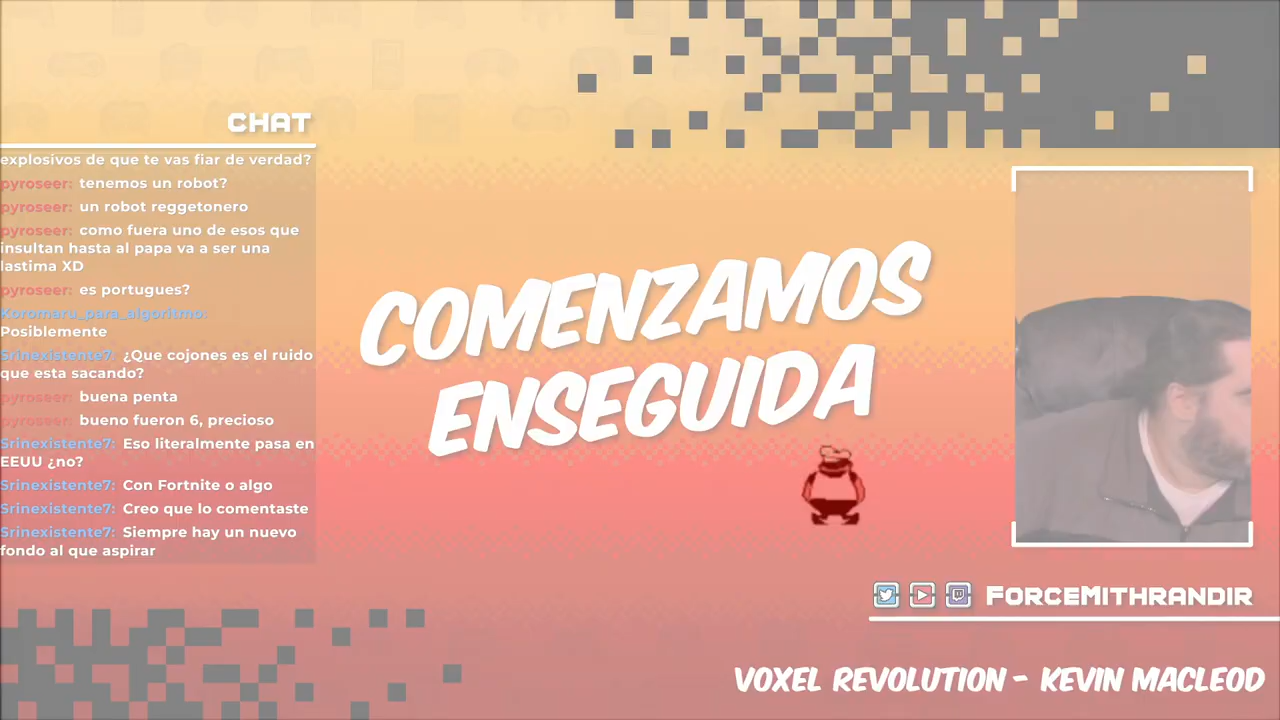 CHAT
explosivos de que te vas fiar de verdad?
pyroseer: tenemos un robot?
pyroseer: un robot reggetonero
pyroseer: como fuera uno de esos que
insultan hasta al papa va a ser una
lastima XD
pyroseer: es portugues?
Koromaru_para_algoritmo:
Posiblemente
Srinexistente7: ¿Que cojones es el ruido
que esta sacando?
pyroseer: buena penta
pyroseer: bueno fueron 6, precioso
Srinexistente7: Eso literalmente pasa en
EEUU ¿no?
Srinexistente7: Con Fortnite o algo
Srinexistente7: Creo que lo comentaste
Srinexistente7: Siempre hay un nuevo
fondo al que aspirar
COMENZAMOS
ENSEGUIDA
FORCEMITHRANDIR
VOXEL REVOLUTION - KEVIN MACLEOD